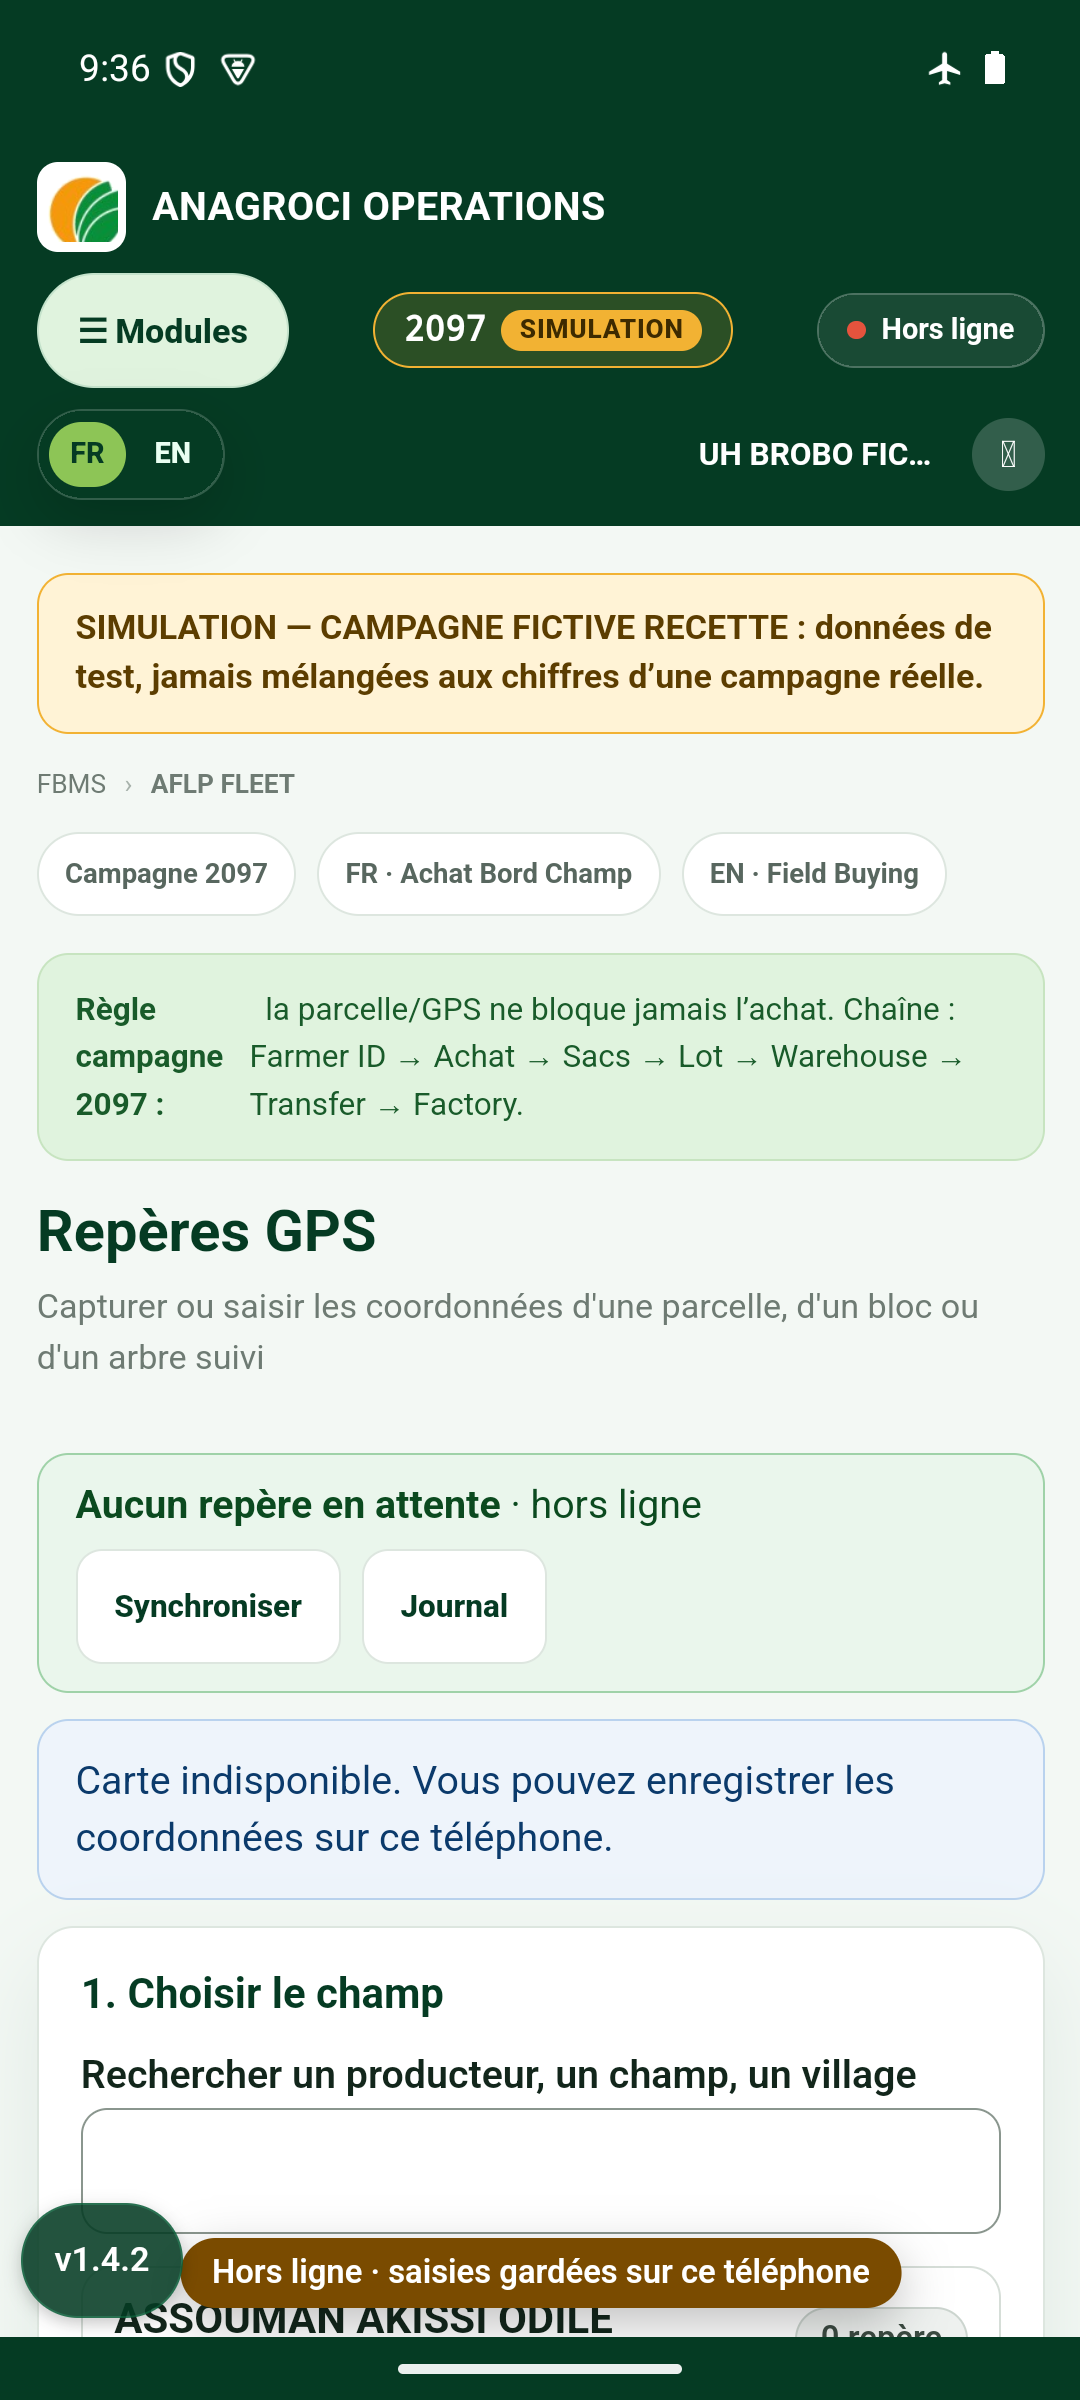 9:36
ANAGROCI OPERATIONS
☰ Modules
2097 SIMULATION
Hors ligne
FR EN
UH BROBO FIC...
SIMULATION — CAMPAGNE FICTIVE RECETTE : données de
test, jamais mélangées aux chiffres d’une campagne réelle.
FBMS › AFLP FLEET
Campagne 2097
FR · Achat Bord Champ
EN · Field Buying
Règle campagne 2097 :
la parcelle/GPS ne bloque jamais l’achat. Chaîne :
Farmer ID → Achat → Sacs → Lot → Warehouse →
Transfer → Factory.
Repères GPS
Capturer ou saisir les coordonnées d'une parcelle, d'un bloc ou
d'un arbre suivi
Aucun repère en attente · hors ligne
Synchroniser
Journal
Carte indisponible. Vous pouvez enregistrer les
coordonnées sur ce téléphone.
1. Choisir le champ
Rechercher un producteur, un champ, un village
v1.4.2
Hors ligne · saisies gardées sur ce téléphone
ASSOUMAN AKISSI ODILE
0 repère